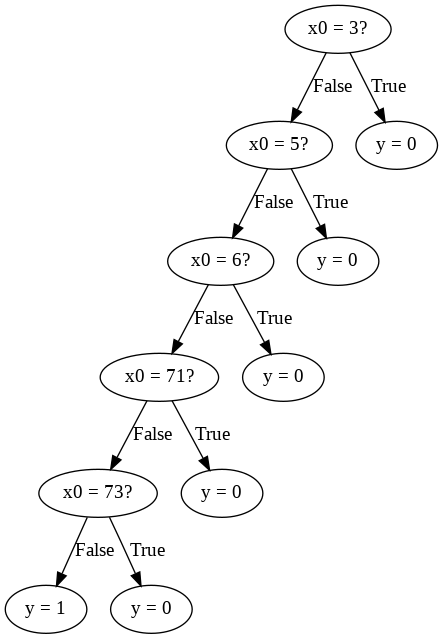 x0 = 3?
False
True
x0 = 5?
y = 0
False
True
x0 = 6?
y = 0
False
True
x0 = 71?
y = 0
False
True
x0 = 73?
y = 0
False
True
y = 1
y = 0